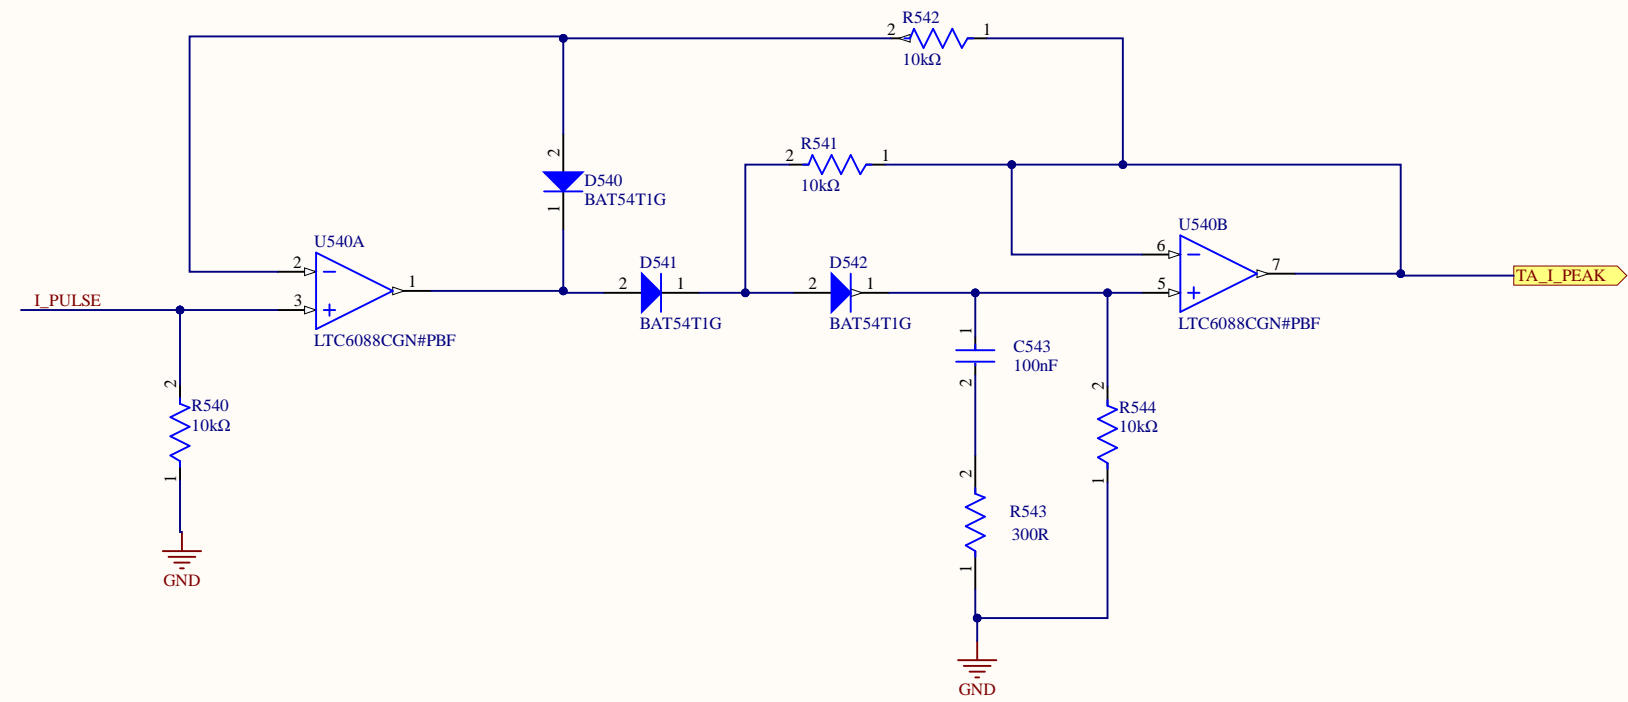 R542
2
1
10kΩ
R541
2
1
10kΩ
2
D540
BAT54T1G
1
U540A
2
1
3
I_PULSE
LTC6088CGN#PBF
D541
2
1
BAT54T1G
D542
2
1
BAT54T1G
U540B
6
7
5
TA_I_PEAK
LTC6088CGN#PBF
1
C543
100nF
2
2
R540
10kΩ
1
GND
2
R544
10kΩ
1
2
R543
300R
1
GND